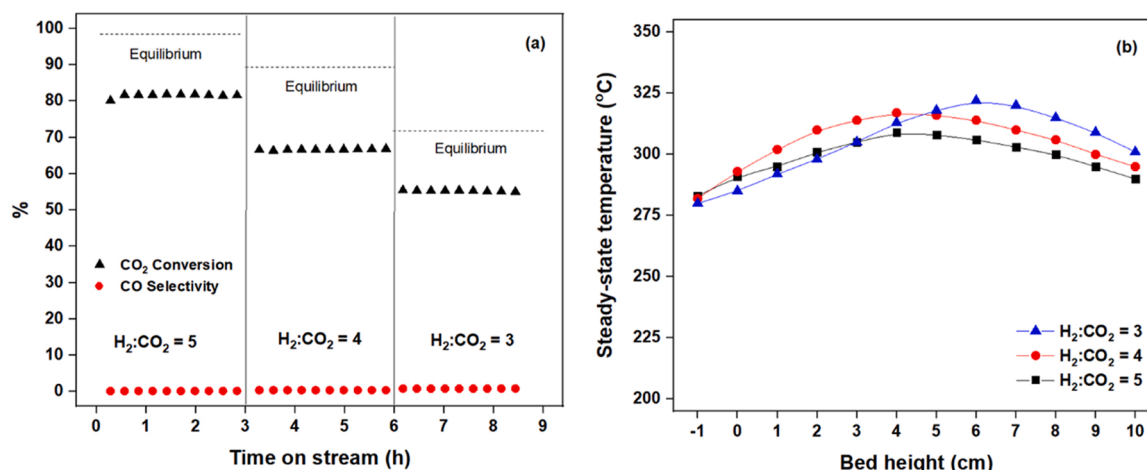 (a)
100
90
80
70
60
50
40
30
20
10
0
%
Equilibrium
Equilibrium
Equilibrium
CO₂ Conversion
CO Selectivity
H₂:CO₂ = 5
H₂:CO₂ = 4
H₂:CO₂ = 3
0 1 2 3 4 5 6 7 8 9
Time on stream (h)
(b)
350
325
300
275
250
225
200
Steady-state temperature (°C)
H₂:CO₂ = 3
H₂:CO₂ = 4
H₂:CO₂ = 5
-1 0 1 2 3 4 5 6 7 8 9 10
Bed height (cm)